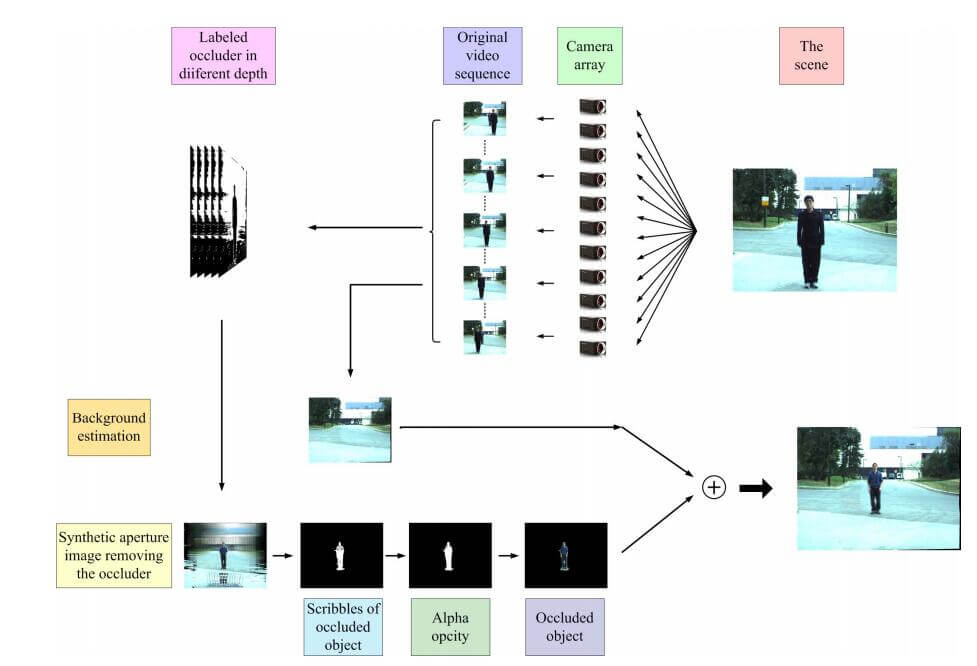 Labeled
occluder in
diiferent depth
Original
video
sequence
Camera
array
The
scene
Background
estimation
Synthetic aperture
image removing
the occluder
Scribbles of
occluded
object
Alpha
opcity
Occluded
object